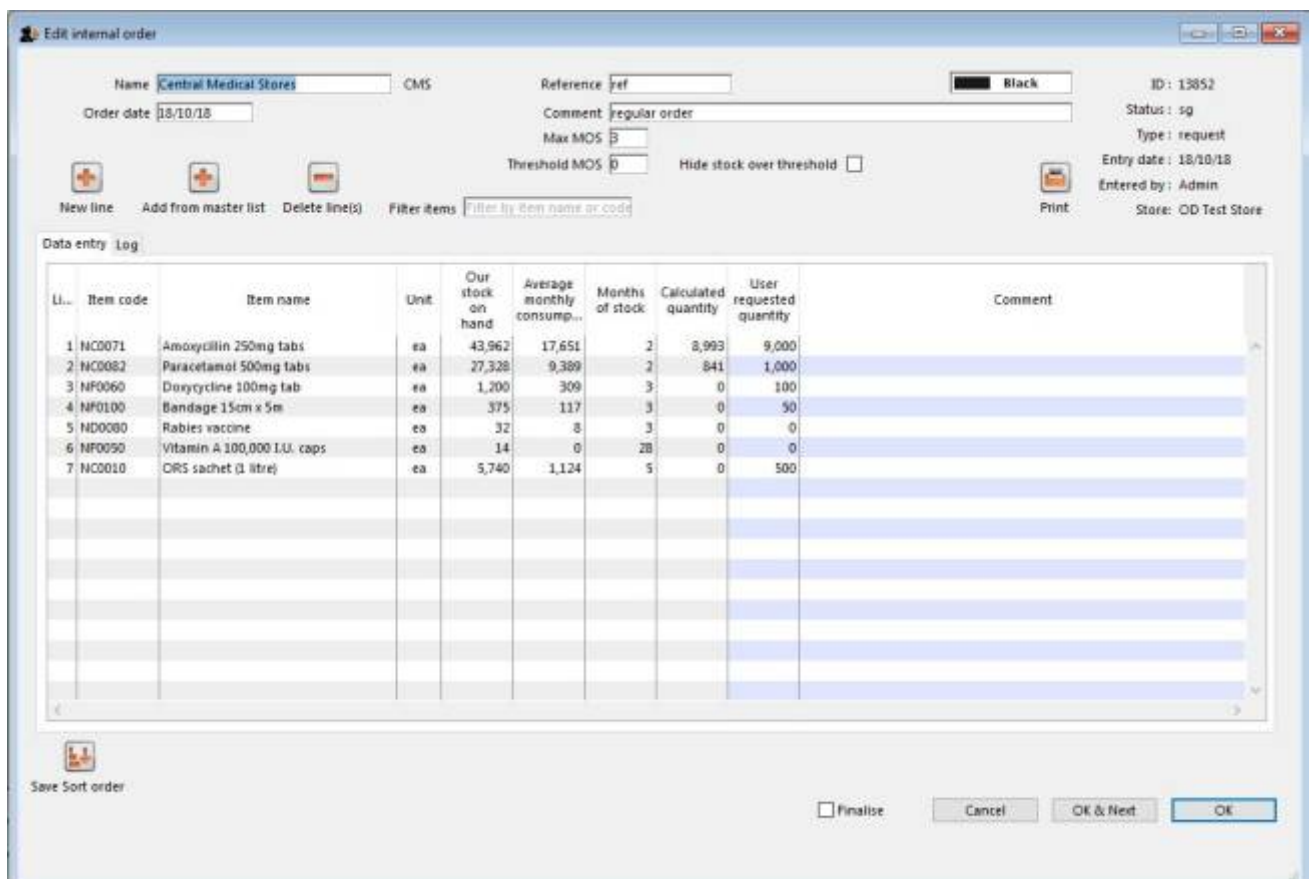 Edit internal order
Name Central Medical Stores CMS Reference ref Black ID : 13852
Order date 18/10/18 Comment regular order Status : sg
Max MOS 3 Type : request
Threshold MOS 0 Hide stock over threshold Entry date : 18/10/18
Entered by : Admin
New line Add from master list Delete line(s) Filter items Filter by item name or code Print Store: OD Test Store
Data entry Log
Li... Item code Item name Unit Our stock on hand Average monthly consump... Months of stock Calculated quantity User requested quantity Comment
1 NC0071 Amoxycillin 250mg tabs ea 43,962 17,651 2 8,993 9,000
2 NC0082 Paracetamol 500mg tabs ea 27,328 9,389 2 841 1,000
3 NF0060 Doxycycline 100mg tab ea 1,200 309 3 0 100
4 NF0100 Bandage 15cm x 5m ea 375 117 3 0 50
5 ND0080 Rabies vaccine ea 32 8 3 0 0
6 NF0050 Vitamin A 100,000 I.U. caps ea 14 0 28 0 0
7 NC0010 ORS sachet (1 litre) ea 5,740 1,124 5 0 500
Save Sort order
Finalise Cancel OK & Next OK